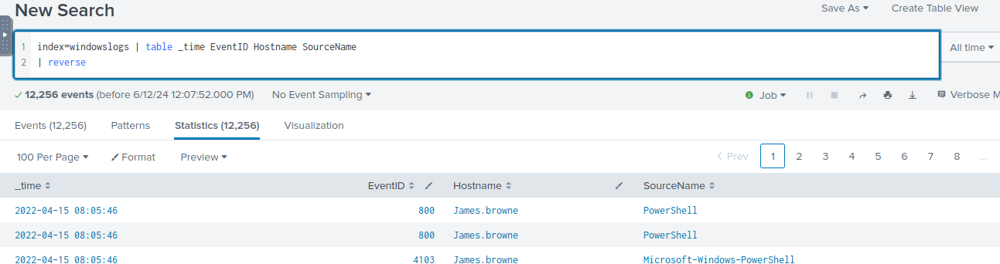 New Search
Save As ▾ Create Table View
1 index=windowslogs | table _time EventID Hostname SourceName
2 | reverse
All time ▾
✓ 12,256 events (before 6/12/24 12:07:52.000 PM) No Event Sampling ▾
Job ▾ Verbose M
Events (12,256) Patterns Statistics (12,256) Visualization
100 Per Page ▾ Format Preview ▾
< Prev 1 2 3 4 5 6 7 8 ...
_time EventID Hostname SourceName
2022-04-15 08:05:46 800 James.browne PowerShell
2022-04-15 08:05:46 800 James.browne PowerShell
2022-04-15 08:05:46 4103 James.browne Microsoft-Windows-PowerShell